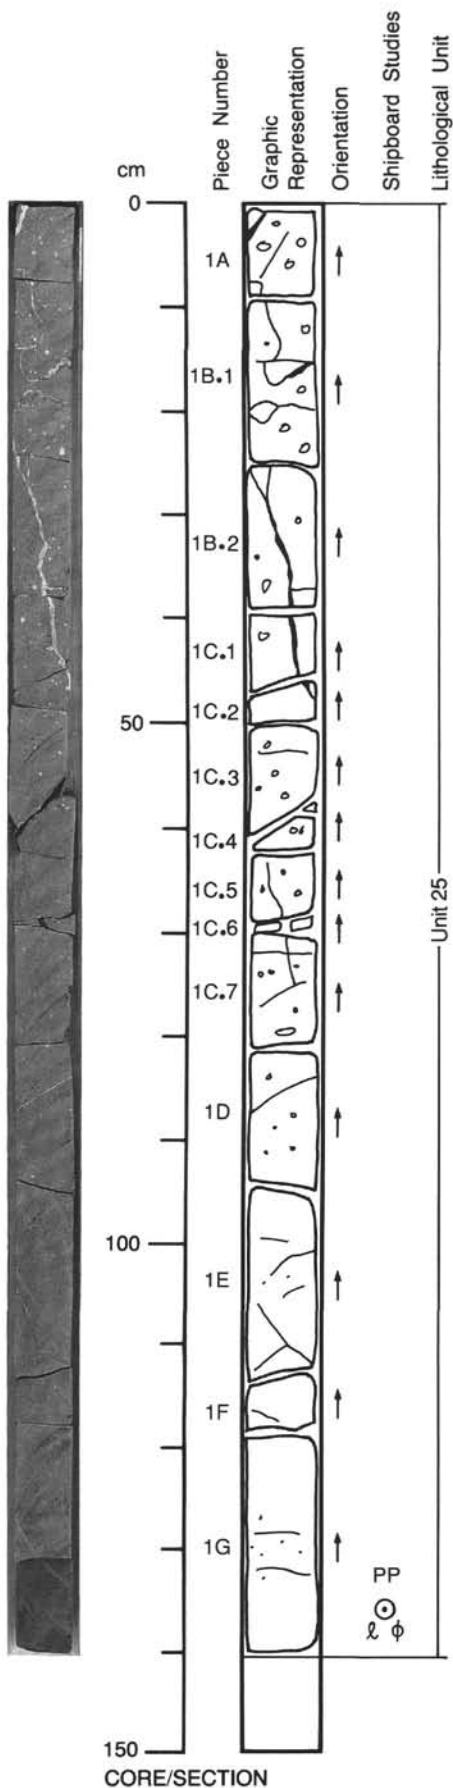 cm
Piece Number
Graphic
Representation
Orientation
Shipboard Studies
Lithological Unit
0
1A
1B.1
1B.2
1C.1
1C.2
50
1C.3
1C.4
1C.5
1C.6
Unit 25
1C.7
1D
100
1E
1F
1G
PP
ℓ ϕ
150
CORE/SECTION